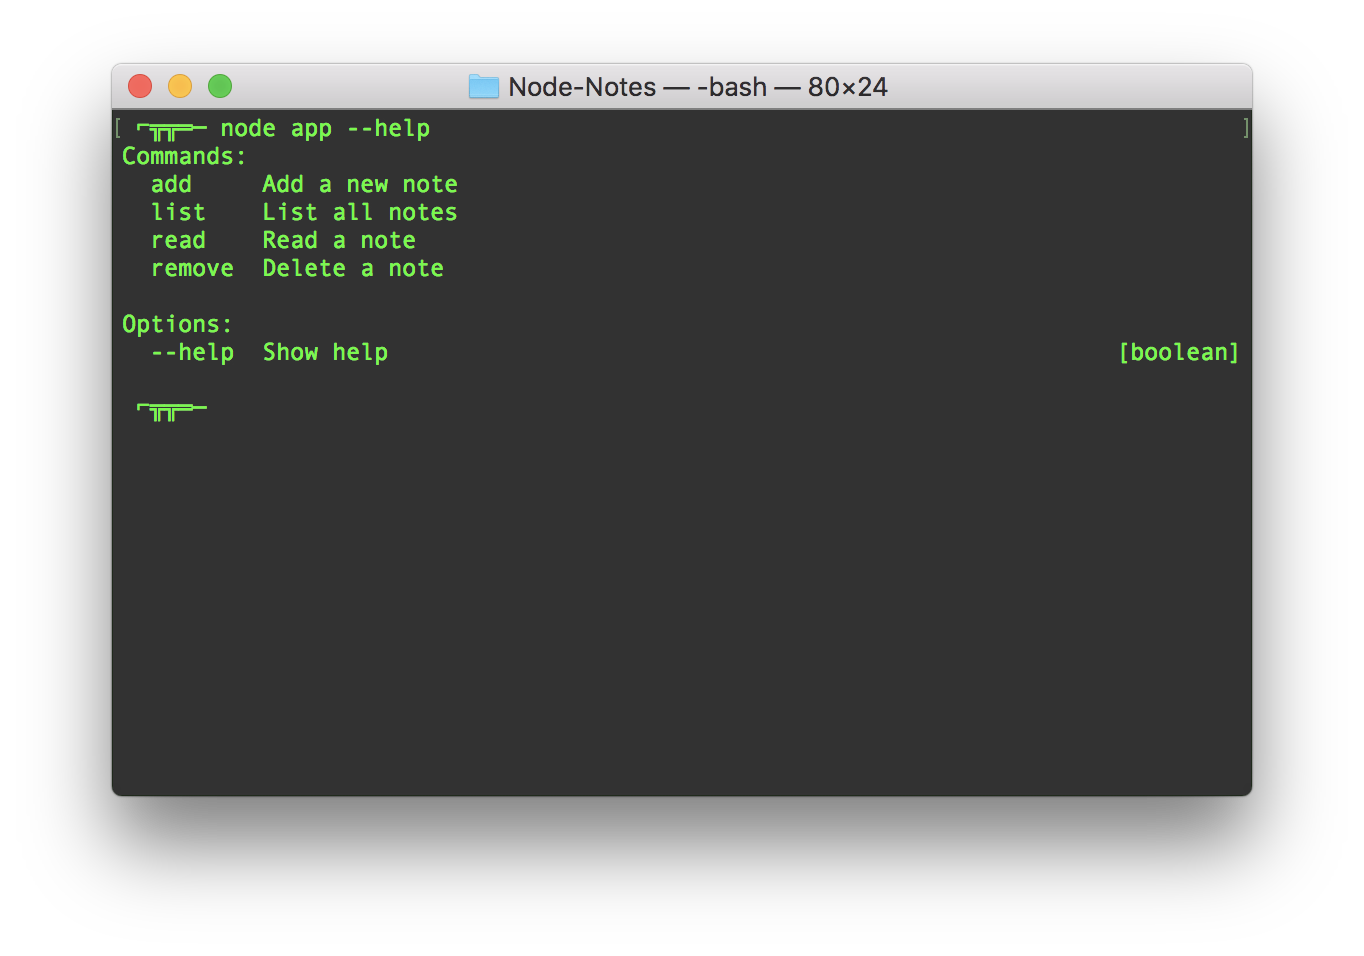 Node-Notes — -bash — 80×24
[ ┌╦╦═─ node app --help ]
Commands:
  add     Add a new note
  list    List all notes
  read    Read a note
  remove  Delete a note
Options:
  --help  Show help [boolean]
┌╦╦═─